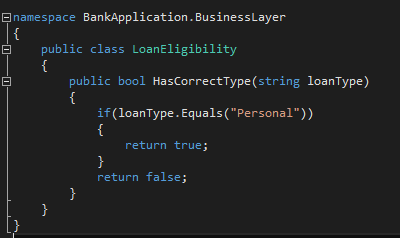 namespace BankApplication.BusinessLayer
{
    public class LoanEligibility
    {
        public bool HasCorrectType(string loanType)
        {
            if(loanType.Equals("Personal"))
            {
                return true;
            }
            return false;
        }
    }
}